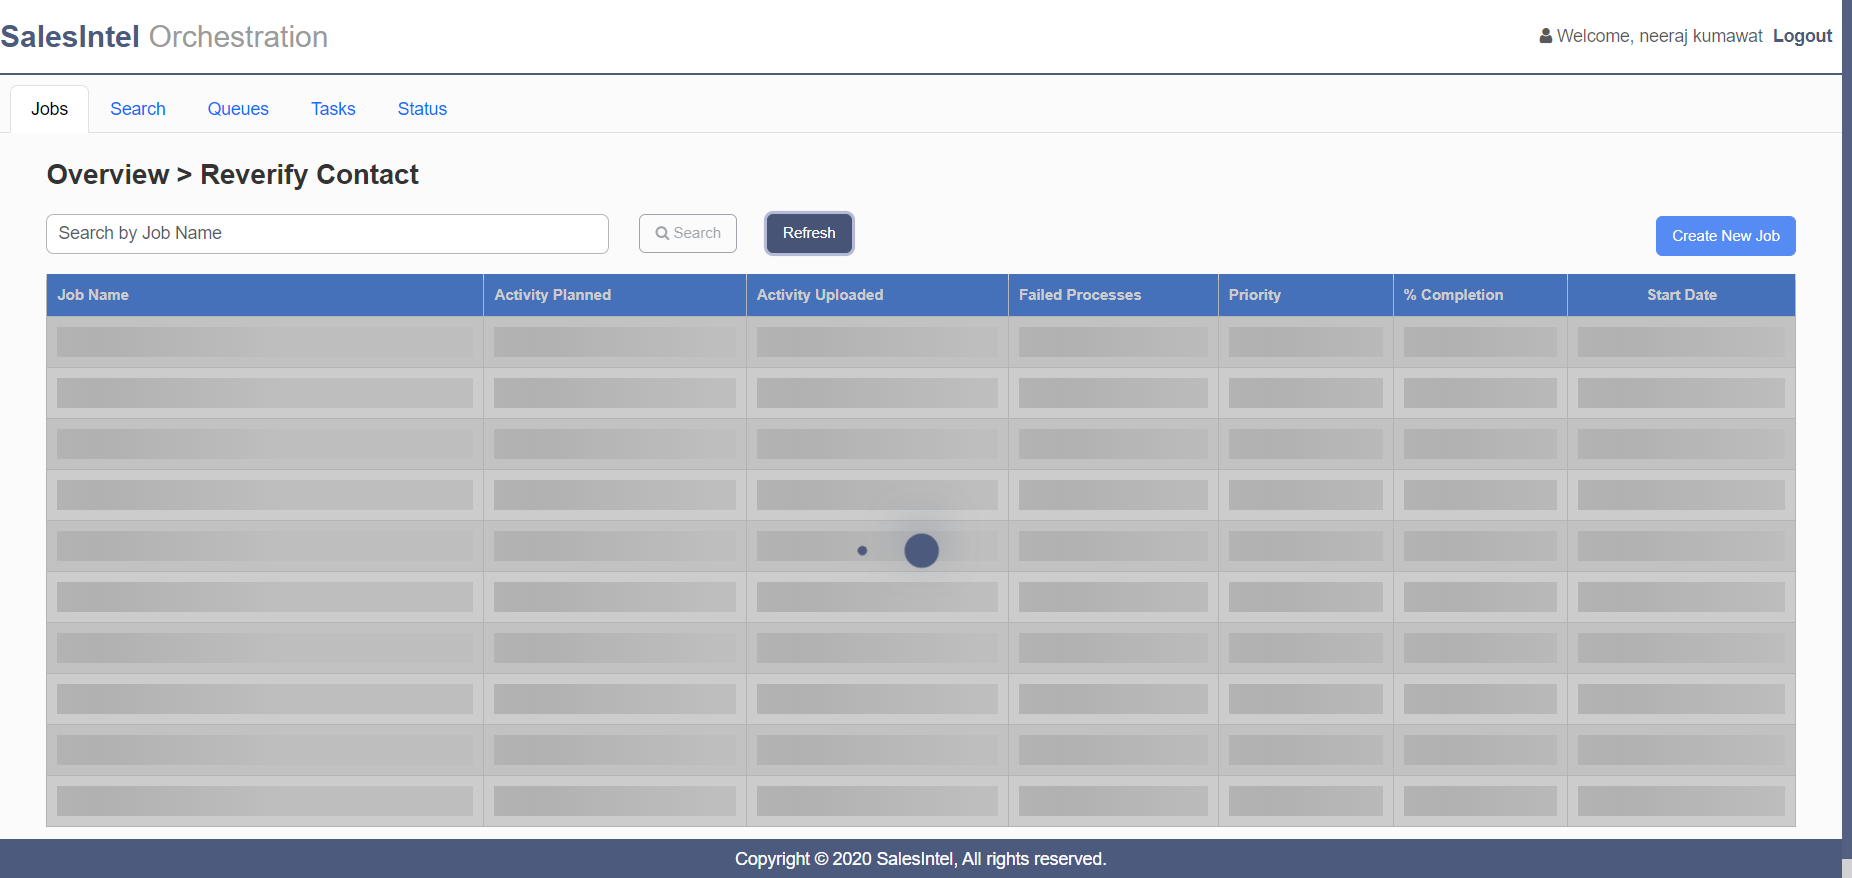 SalesIntel Orchestration
Welcome, neeraj kumawat Logout
Jobs Search Queues Tasks Status
Overview > Reverify Contact
Search by Job Name Search Refresh Create New Job
Job Name Activity Planned Activity Uploaded Failed Processes Priority % Completion Start Date
Copyright © 2020 SalesIntel, All rights reserved.